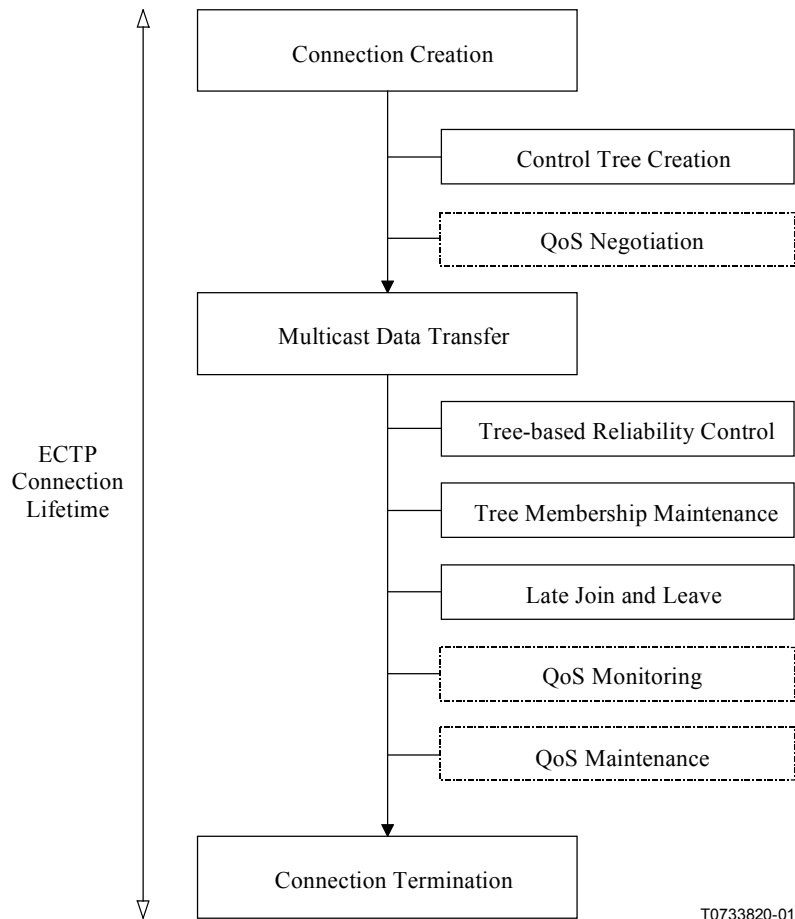 Connection Creation
Control Tree Creation
QoS Negotiation
Multicast Data Transfer
Tree-based Reliability Control
ECTP
Connection
Lifetime
Tree Membership Maintenance
Late Join and Leave
QoS Monitoring
QoS Maintenance
Connection Termination
T0733820-01